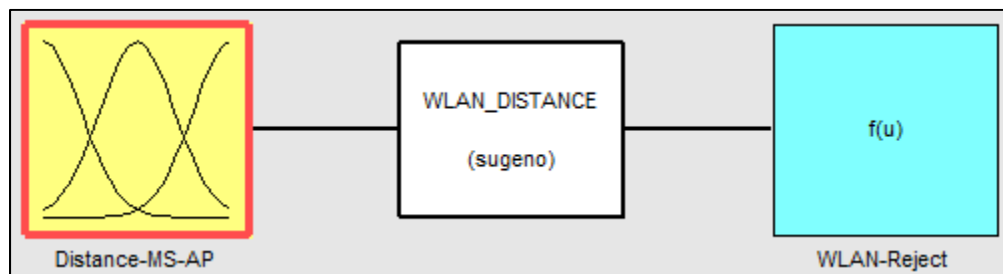 WLAN_DISTANCE
(sugeno)
f(u)
Distance-MS-AP
WLAN-Reject